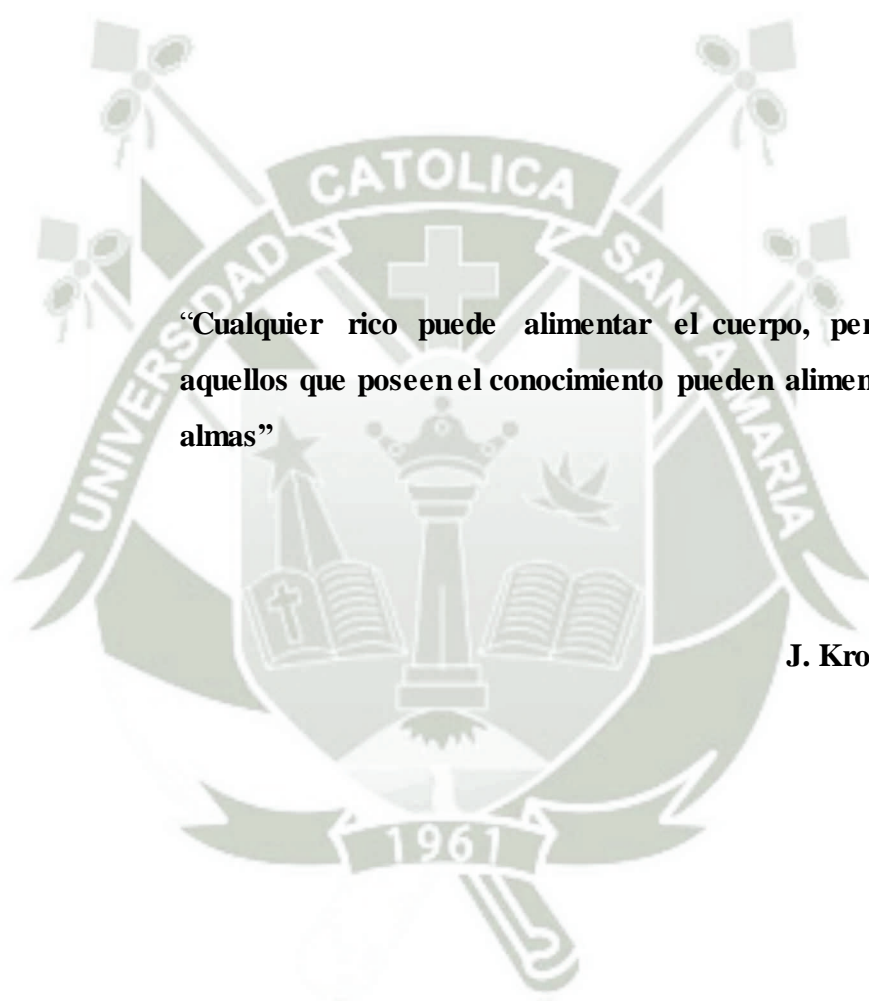 CATOLICA
UNIVERSIDAD
SANTA MARIA
“Cualquier rico puede alimentar el cuerpo, per
aquellos que poseen el conocimiento pueden alimen
almas”
J. Kro
1961